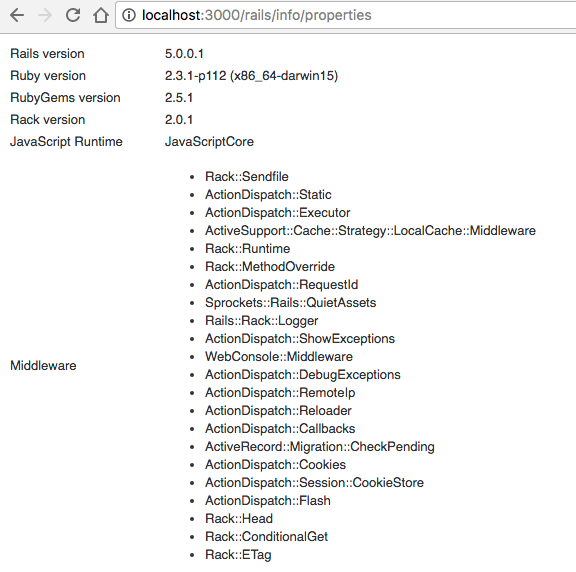 localhost:3000/rails/info/properties
Rails version 5.0.0.1
Ruby version 2.3.1-p112 (x86_64-darwin15)
RubyGems version 2.5.1
Rack version 2.0.1
JavaScript Runtime JavaScriptCore
Middleware
• Rack::Sendfile
• ActionDispatch::Static
• ActionDispatch::Executor
• ActiveSupport::Cache::Strategy::LocalCache::Middleware
• Rack::Runtime
• Rack::MethodOverride
• ActionDispatch::RequestId
• Sprockets::Rails::QuietAssets
• Rails::Rack::Logger
• ActionDispatch::ShowExceptions
• WebConsole::Middleware
• ActionDispatch::DebugExceptions
• ActionDispatch::RemoteIp
• ActionDispatch::Reloader
• ActionDispatch::Callbacks
• ActiveRecord::Migration::CheckPending
• ActionDispatch::Cookies
• ActionDispatch::Session::CookieStore
• ActionDispatch::Flash
• Rack::Head
• Rack::ConditionalGet
• Rack::ETag